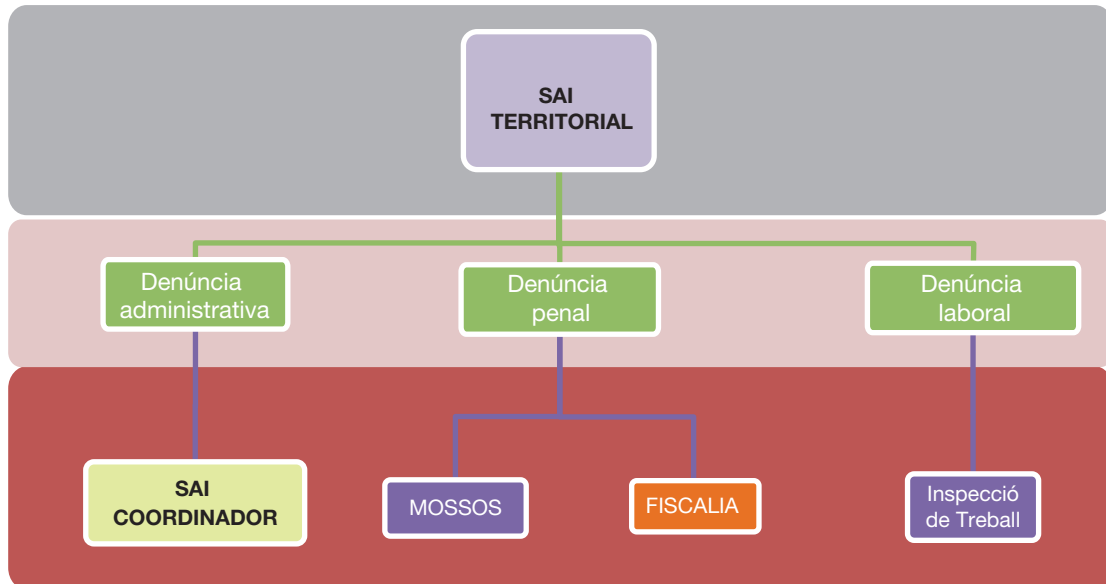 SAI
TERRITORIAL
Denúncia
administrativa
Denúncia
penal
Denúncia
laboral
SAI
COORDINADOR
MOSSOS
FISCALIA
Inspecció
de Treball